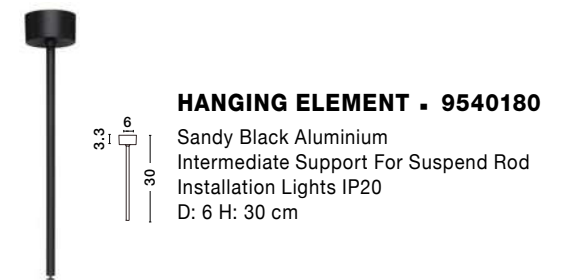 HANGING ELEMENT ▪ 9540180
6
3.3
30
Sandy Black Aluminium
Intermediate Support For Suspend Rod
Installation Lights IP20
D: 6 H: 30 cm